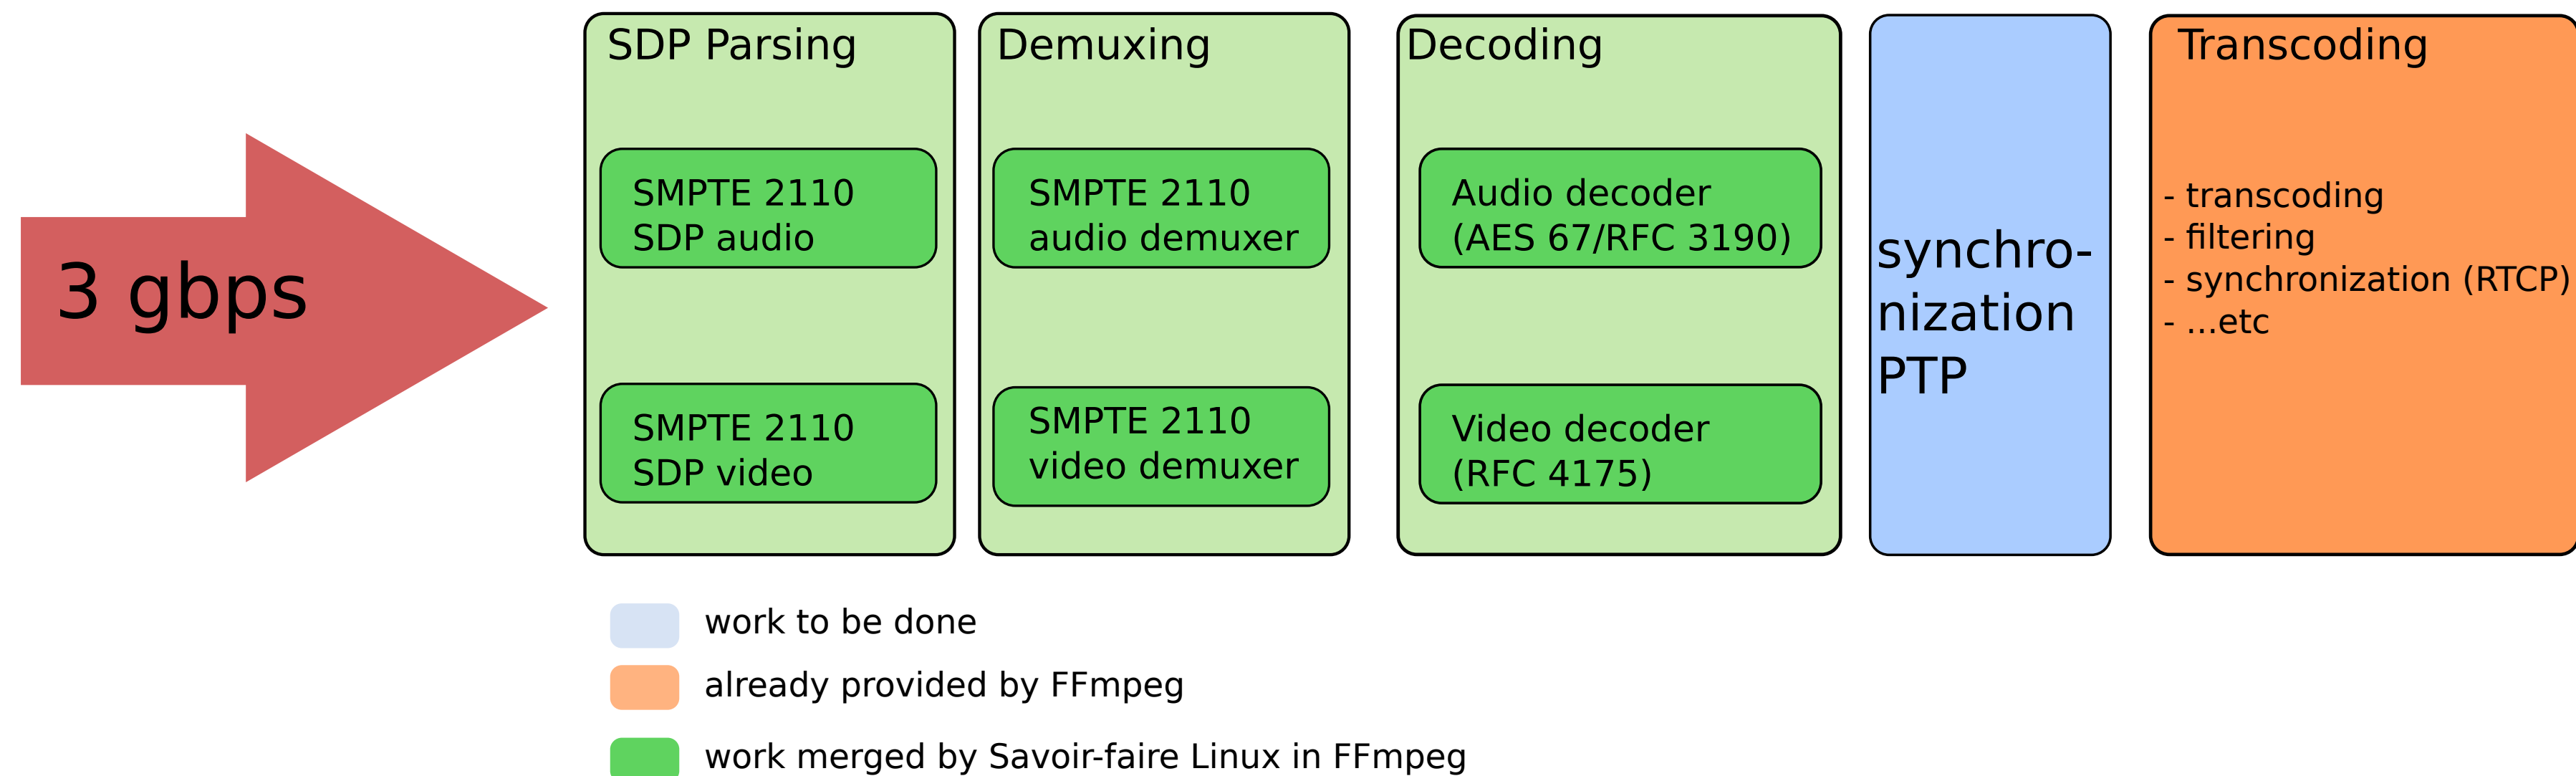 3 gbps
SDP Parsing
SMPTE 2110
SDP audio
SMPTE 2110
SDP video
Demuxing
SMPTE 2110
audio demuxer
SMPTE 2110
video demuxer
Decoding
Audio decoder
(AES 67/RFC 3190)
Video decoder
(RFC 4175)
synchro-
nization
PTP
Transcoding
- transcoding
- filtering
- synchronization (RTCP)
- ...etc
work to be done
already provided by FFmpeg
work merged by Savoir-faire Linux in FFmpeg